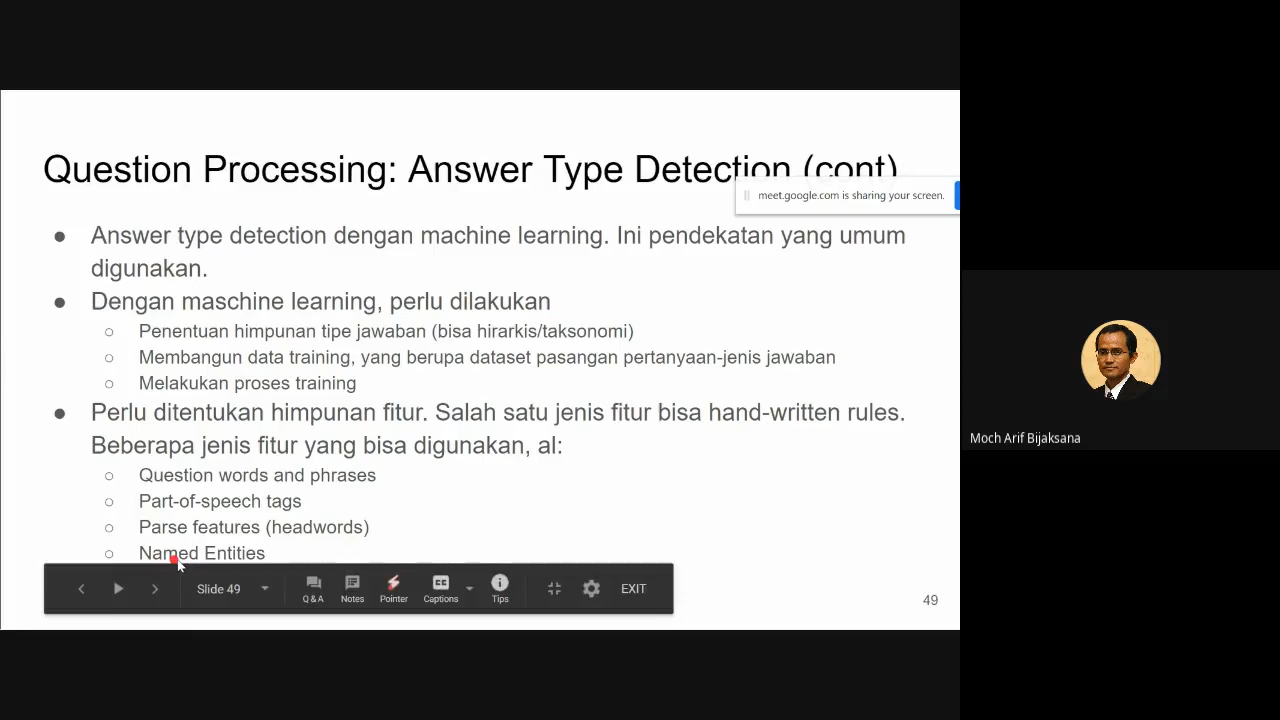 Question Processing: Answer Type Detection (cont)
meet.google.com is sharing your screen.
● Answer type detection dengan machine learning. Ini pendekatan yang umum
digunakan.
● Dengan maschine learning, perlu dilakukan
○ Penentuan himpunan tipe jawaban (bisa hirarkis/taksonomi)
○ Membangun data training, yang berupa dataset pasangan pertanyaan-jenis jawaban
○ Melakukan proses training
● Perlu ditentukan himpunan fitur. Salah satu jenis fitur bisa hand-written rules.
Beberapa jenis fitur yang bisa digunakan, al:
○ Question words and phrases
○ Part-of-speech tags
○ Parse features (headwords)
○ Named Entities
Slide 49
Q & A
Notes
Pointer
CC
Captions
Tips
EXIT
49
Moch Arif Bijaksana